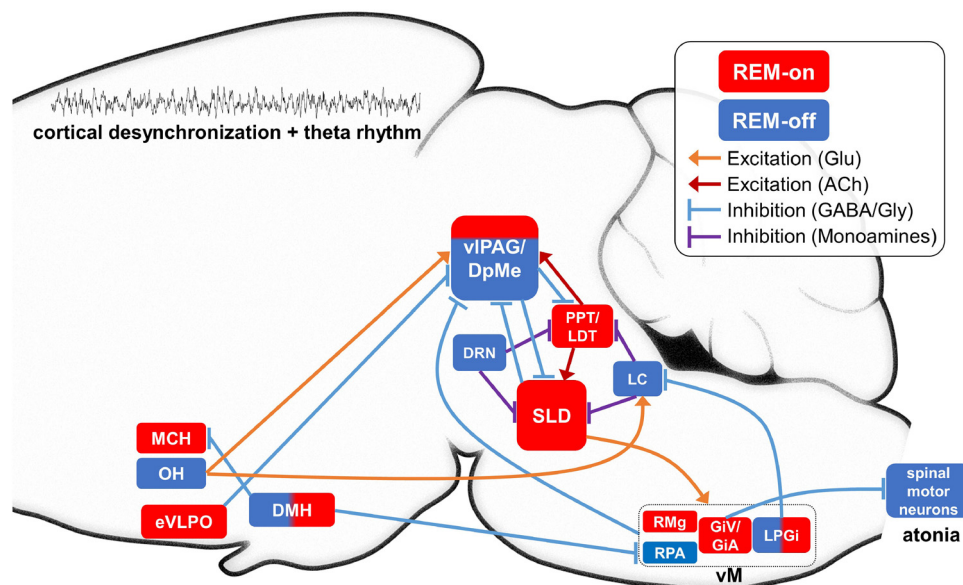 REM-on
REM-off
Excitation (Glu)
Excitation (ACh)
Inhibition (GABA/Gly)
Inhibition (Monoamines)
cortical desynchronization + theta rhythm
vlPAG/
DpMe
PPT/
LDT
DRN
LC
SLD
MCH
OH
eVLPO
DMH
RMg
RPA
GiV/
GiA
LPGi
vM
spinal
motor
neurons
atonia